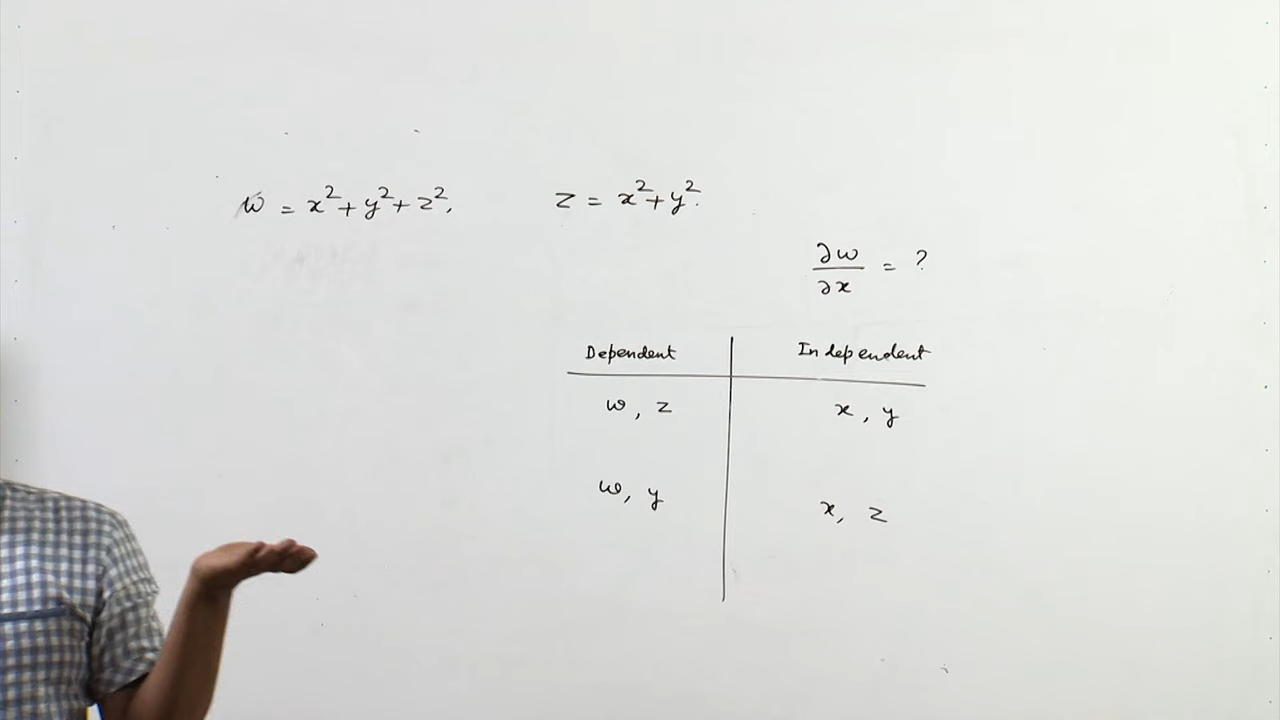 w = x² + y² + z², z = x² + y².
∂w/∂x = ?
Dependent Independent
w, z x, y
w, y x, z